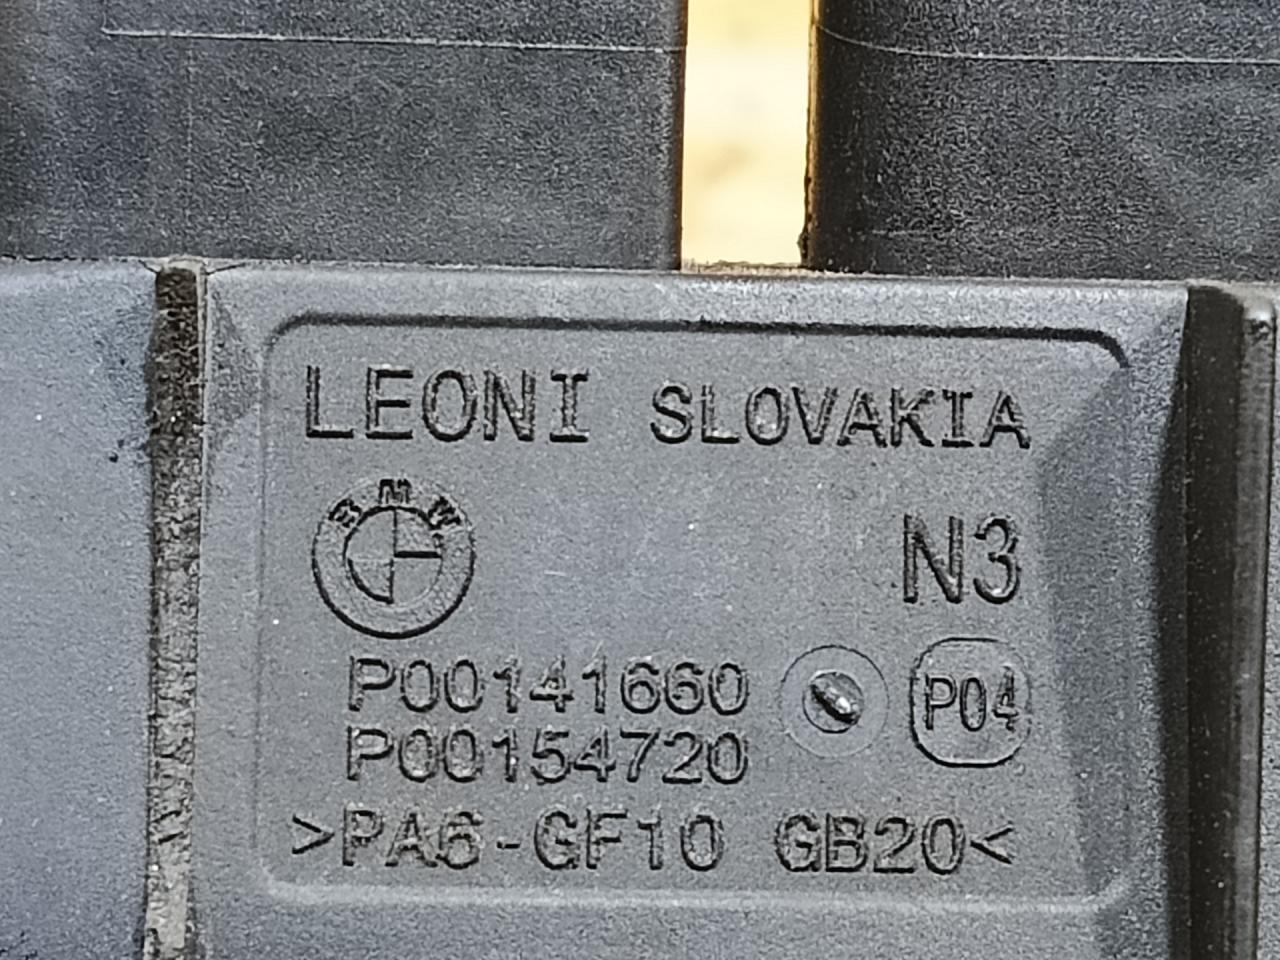 LEONI SLOVAKIA
BMW
N3
P00141660
P04
P00154720
>PA6-GF10 GB20<